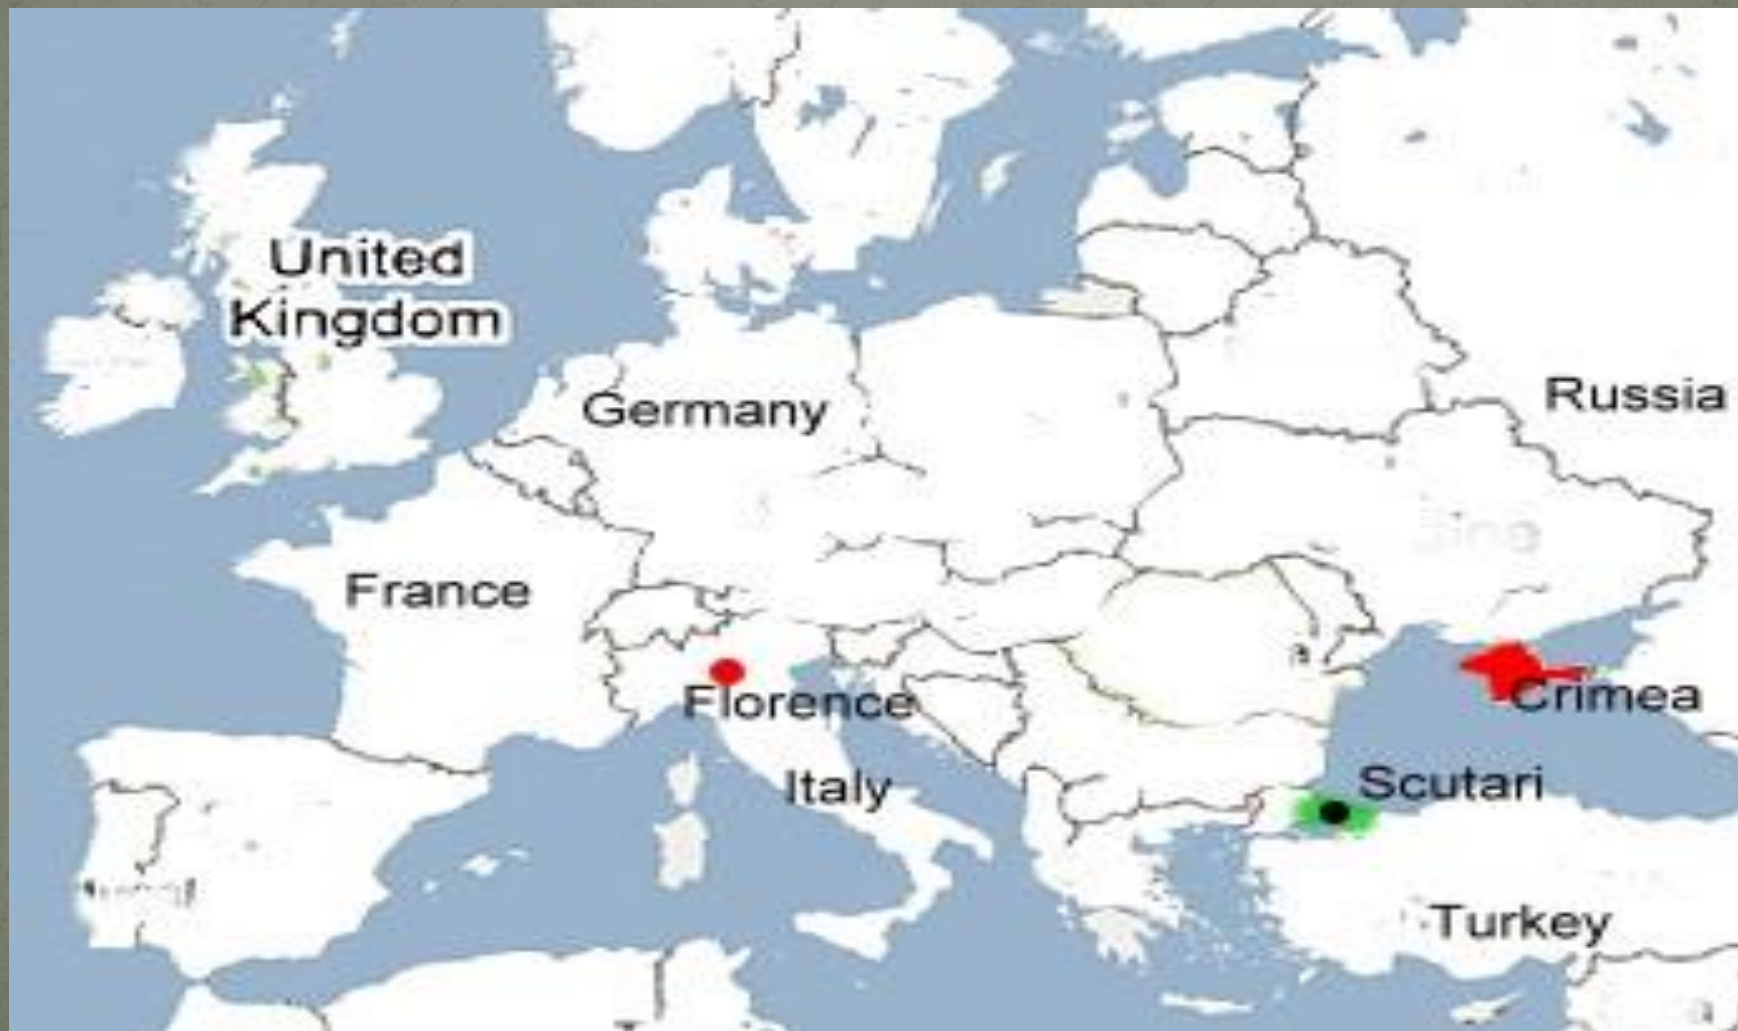 United
Kingdom
Germany
Russia
France
Florence
Crimea
Italy
Scutari
Turkey